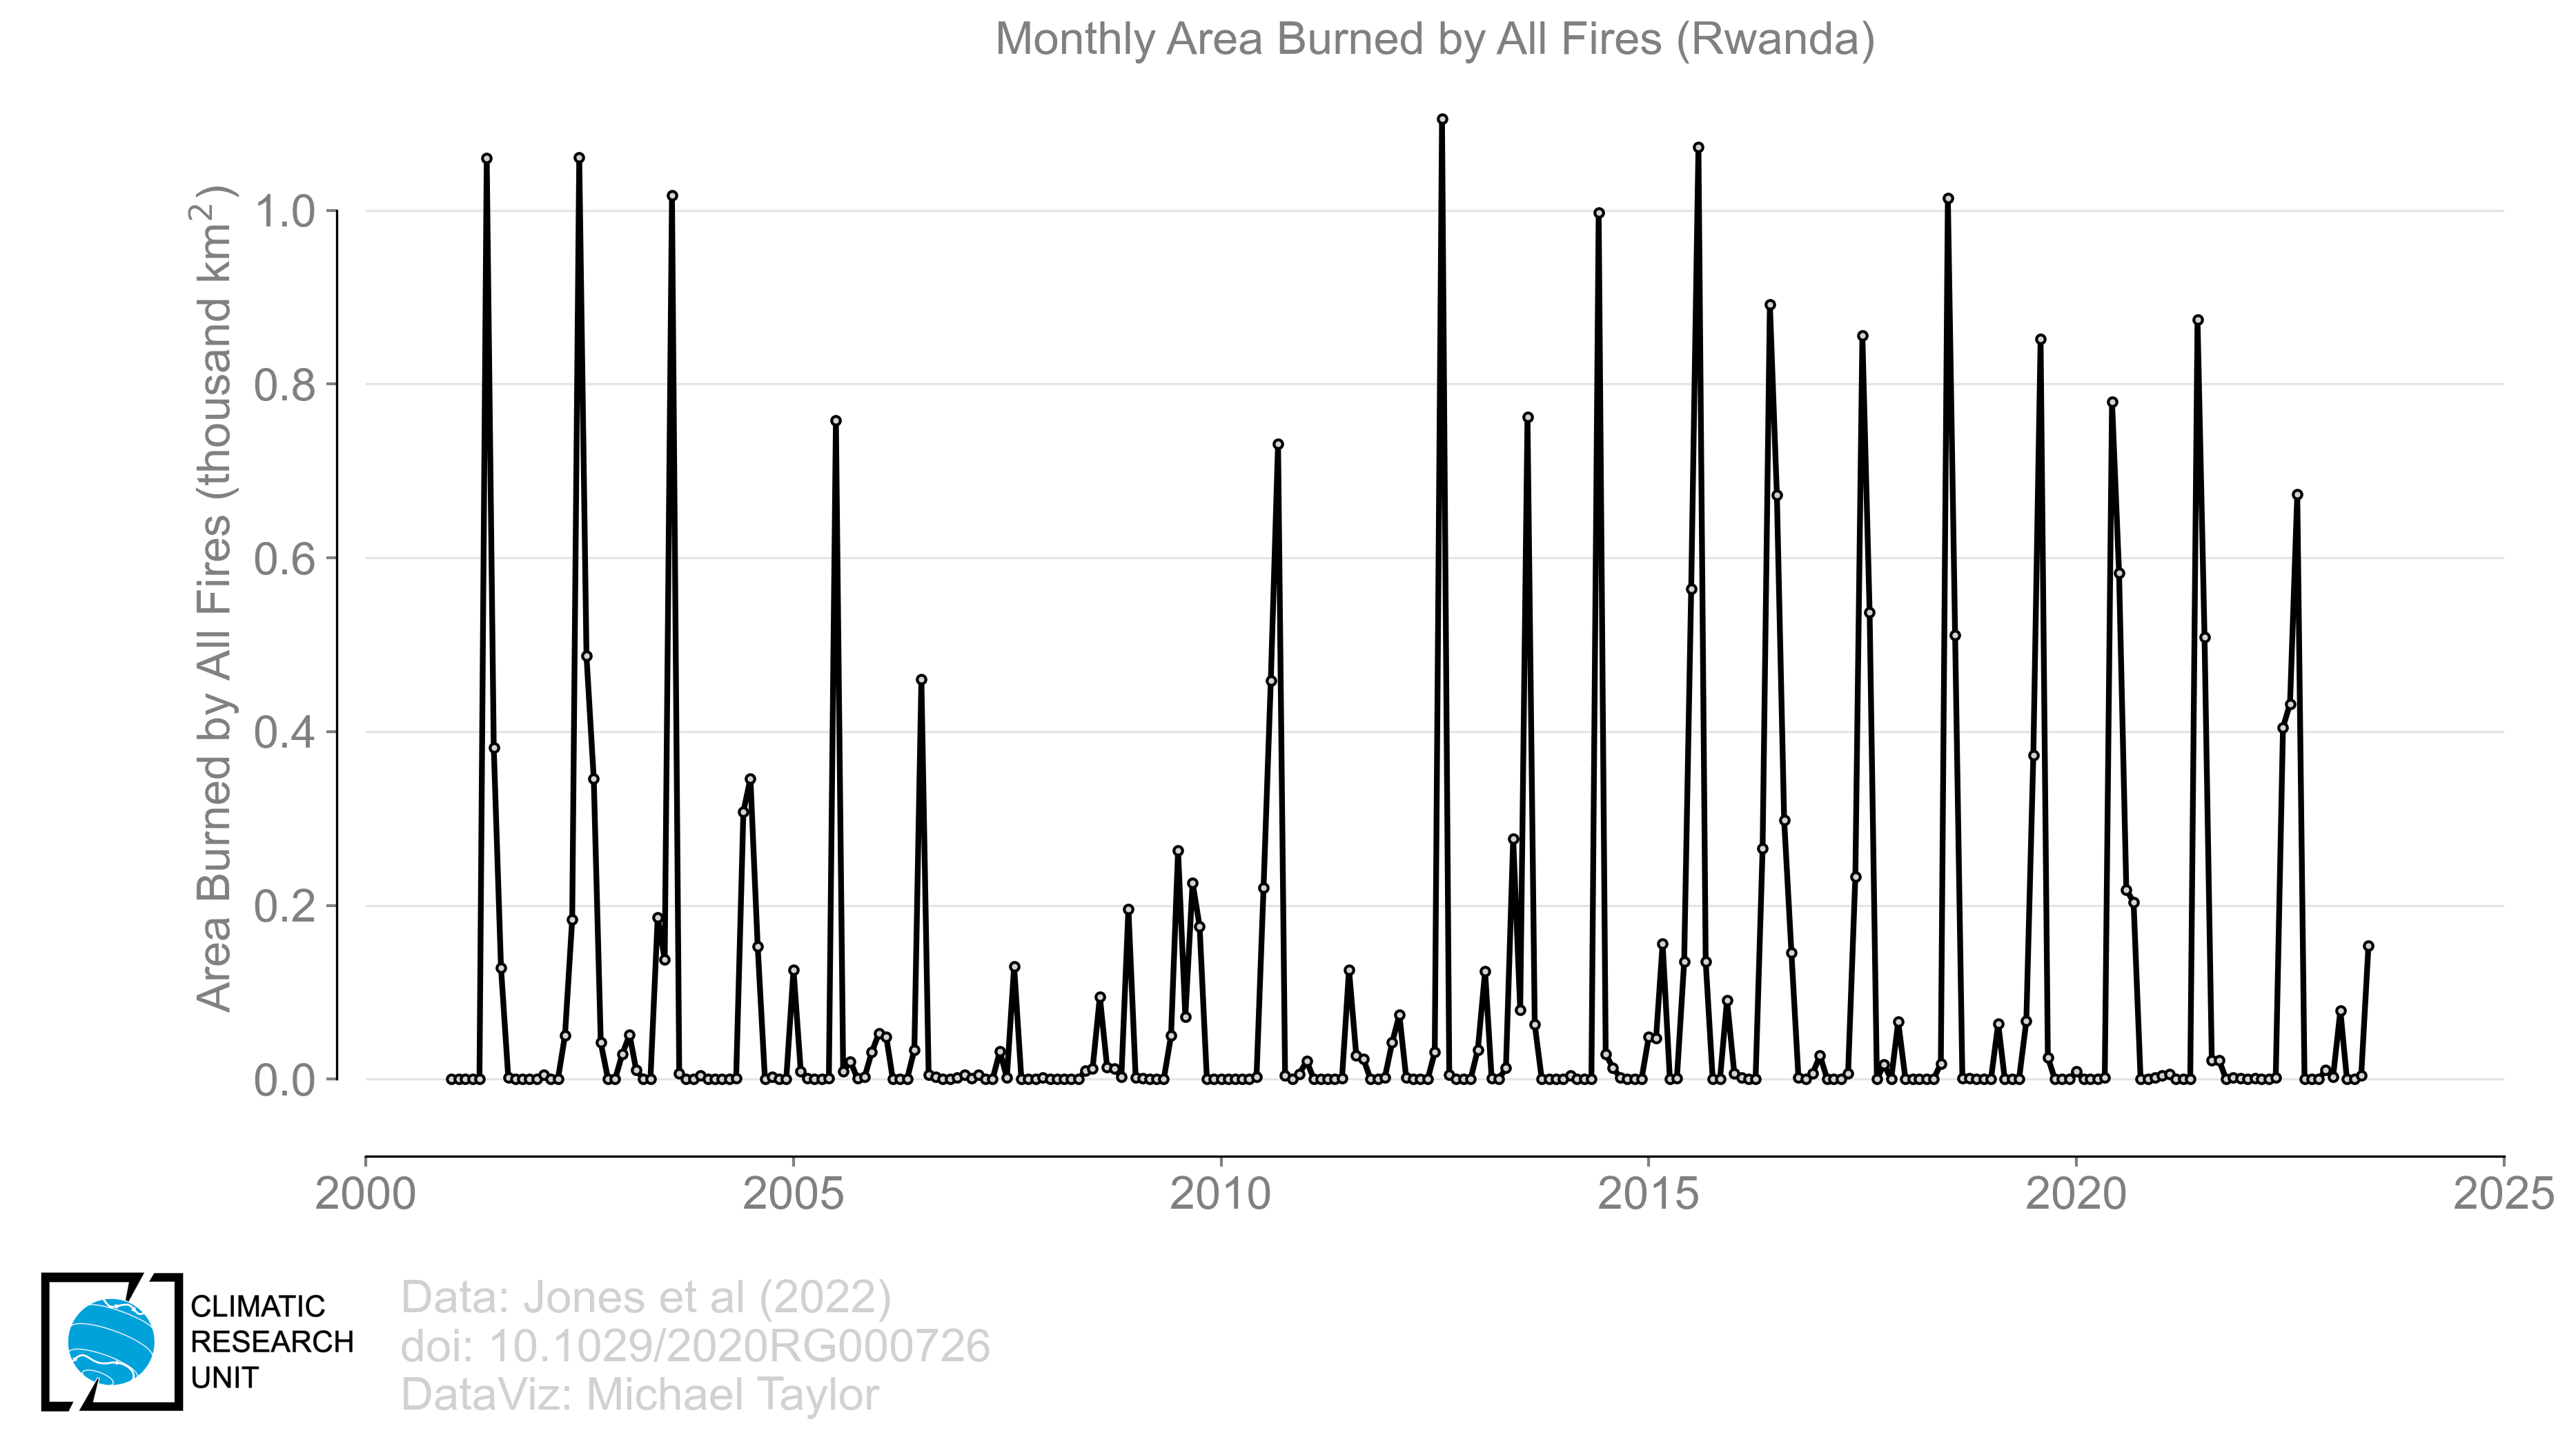 Monthly Area Burned by All Fires (Rwanda)
Area Burned by All Fires (thousand km²)
1.0
0.8
0.6
0.4
0.2
0.0
2000 2005 2010 2015 2020 2025
CLIMATIC
RESEARCH
UNIT
Data: Jones et al (2022)
doi: 10.1029/2020RG000726
DataViz: Michael Taylor